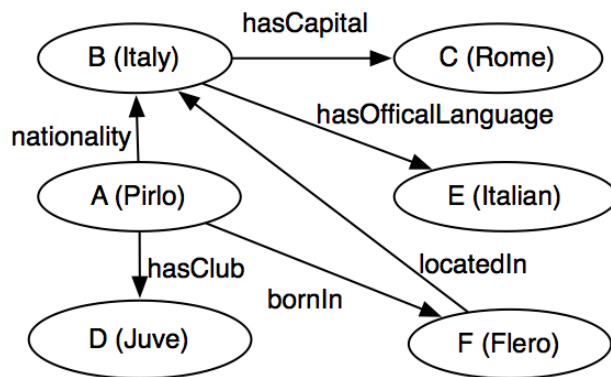 hasCapital
B (Italy)
C (Rome)
hasOfficalLanguage
nationality
A (Pirlo)
E (Italian)
hasClub
locatedIn
bornIn
D (Juve)
F (Flero)